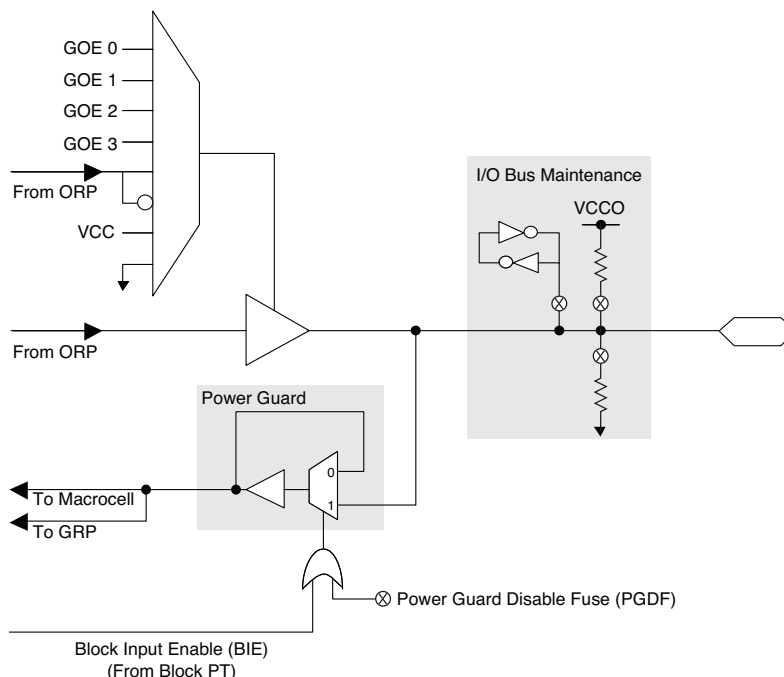 GOE 0
GOE 1
GOE 2
GOE 3
From ORP
VCC
I/O Bus Maintenance
VCCO
From ORP
Power Guard
0
1
To Macrocell
To GRP
Power Guard Disable Fuse (PGDF)
Block Input Enable (BIE)
(From Block PT)